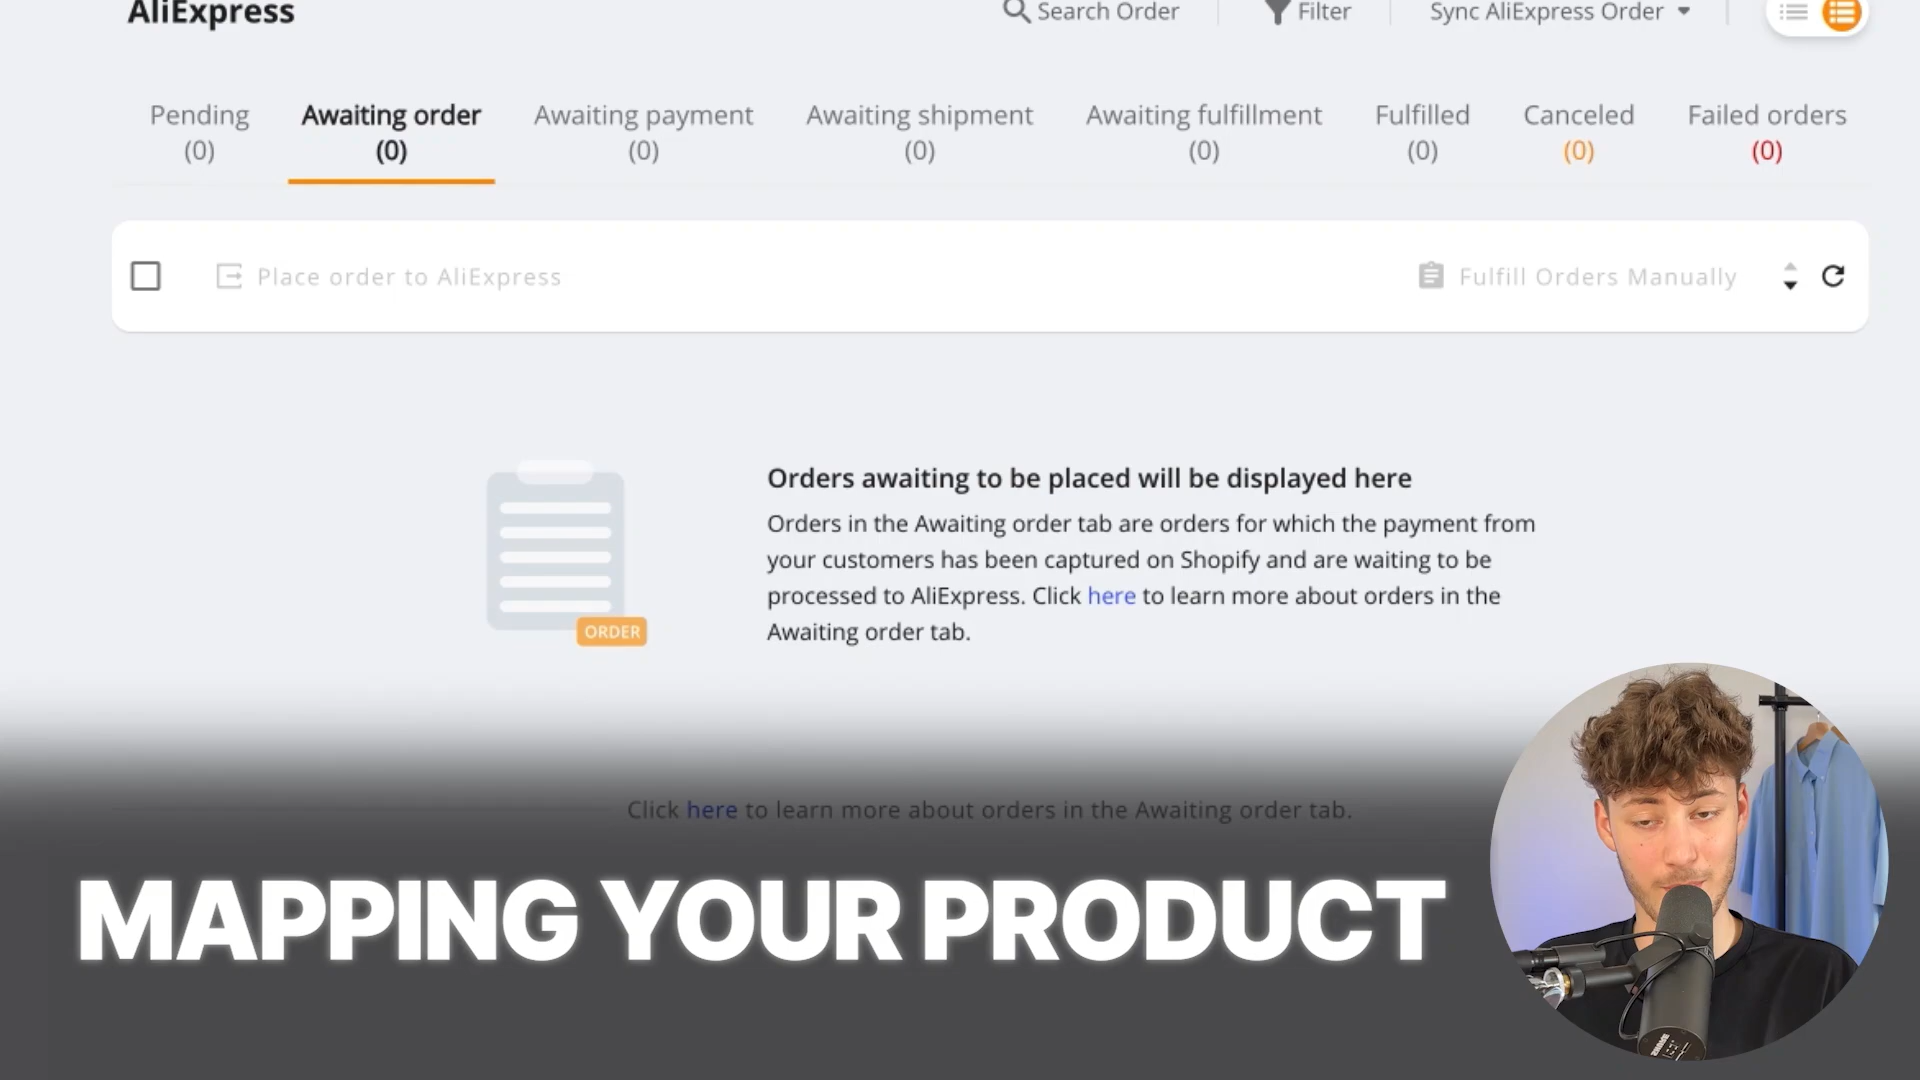 AliExpress
Search Order
Filter
Sync AliExpress Order
Pending
(0)
Awaiting order
(0)
Awaiting payment
(0)
Awaiting shipment
(0)
Awaiting fulfillment
(0)
Fulfilled
(0)
Canceled
(0)
Failed orders
(0)
Place order to AliExpress
Fulfill Orders Manually
ORDER
Orders awaiting to be placed will be displayed here
Orders in the Awaiting order tab are orders for which the payment from
your customers has been captured on Shopify and are waiting to be
processed to AliExpress. Click here to learn more about orders in the
Awaiting order tab.
Click here to learn more about orders in the Awaiting order tab.
MAPPING YOUR PRODUCT